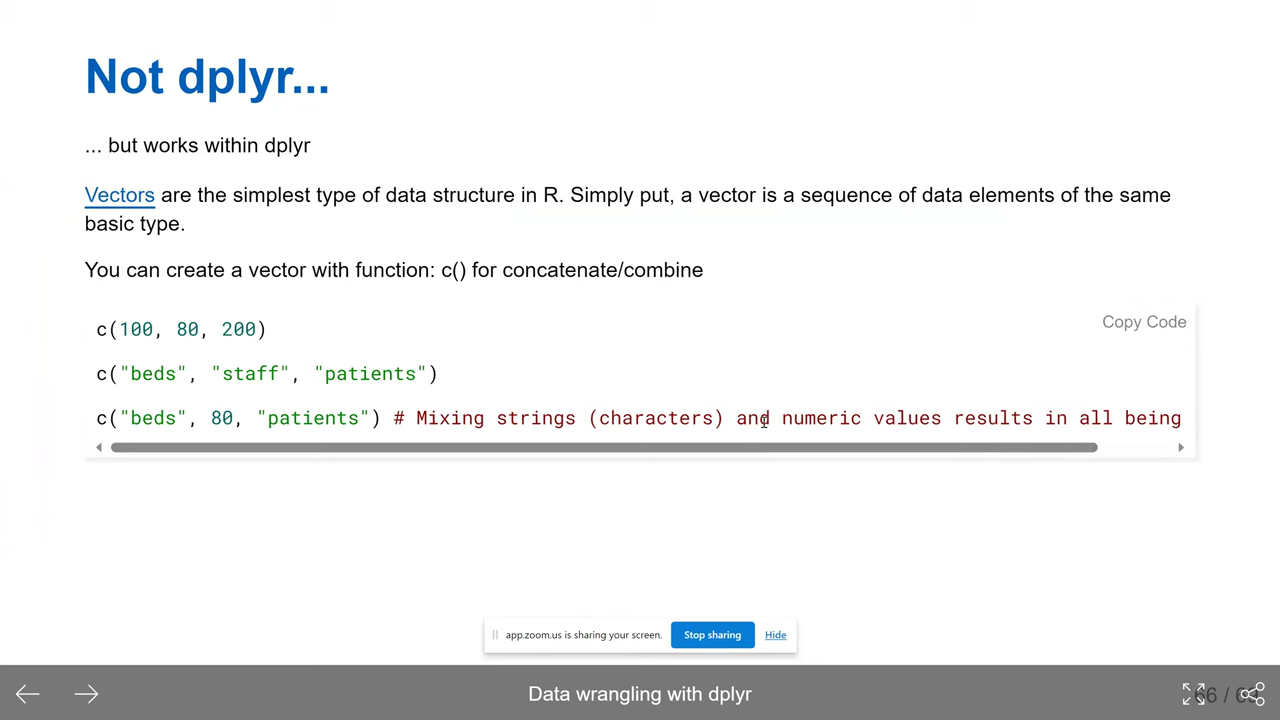 Not dplyr...
... but works within dplyr
Vectors are the simplest type of data structure in R. Simply put, a vector is a sequence of data elements of the same
basic type.
You can create a vector with function: c() for concatenate/combine
Copy Code
c(100, 80, 200)
c("beds", "staff", "patients")
c("beds", 80, "patients") # Mixing strings (characters) and numeric values results in all being
app.zoom.us is sharing your screen. Stop sharing Hide
Data wrangling with dplyr
66 /